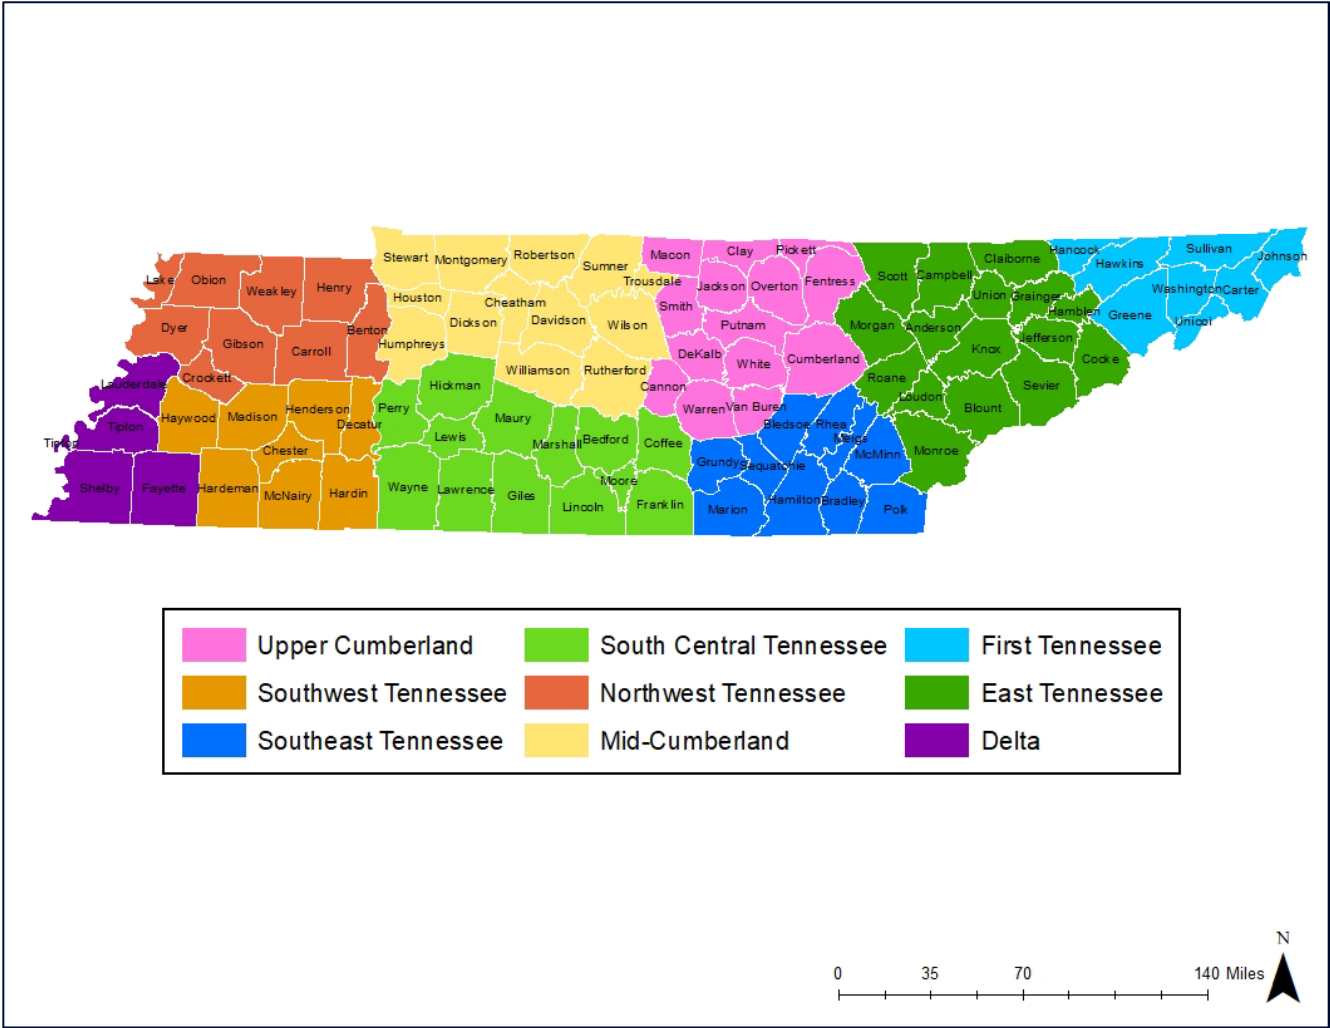 Stewart
Montgomery
Robertson
Sumner
Macon
Clay
Pickett
Scott
Campbell
Claiborne
Hancock
Hawkins
Sullivan
Johnson
Lake
Obion
Weakley
Henry
Houston
Cheatham
Trousdale
Smith
Jackson
Overton
Fentress
Union
Grainger
Hamblen
Greene
Washington
Carter
Unicoi
Dyer
Gibson
Carroll
Benton
Humphreys
Dickson
Davidson
Wilson
Putnam
Morgan
Anderson
Knox
Jefferson
Cocke
Lauderdale
Crockett
Hickman
Williamson
Rutherford
Cannon
DeKalb
White
Cumberland
Roane
Loudon
Blount
Sevier
Tipton
Tipton
Haywood
Madison
Henderson
Decatur
Perry
Lewis
Maury
Marshall
Bedford
Coffee
Warren
Van Buren
Bledsoe
Rhea
Meigs
McMinn
Monroe
Shelby
Fayette
Hardeman
Chester
McNairy
Hardin
Wayne
Lawrence
Giles
Lincoln
Moore
Franklin
Grundy
Sequatchie
Marion
Hamilton
Bradley
Polk
Upper Cumberland
South Central Tennessee
First Tennessee
Southwest Tennessee
Northwest Tennessee
East Tennessee
Southeast Tennessee
Mid-Cumberland
Delta
N
0 35 70 140 Miles